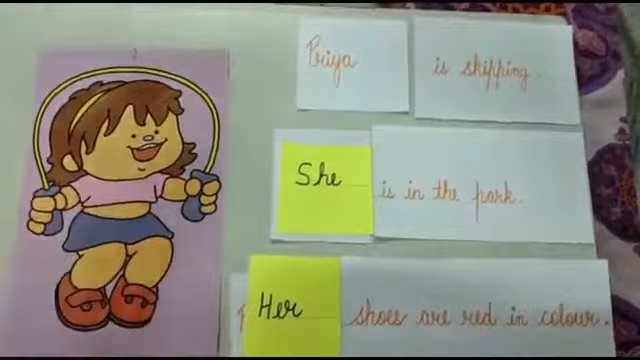 Priya is skipping.
She is in the park.
Her shoes are red in colour.